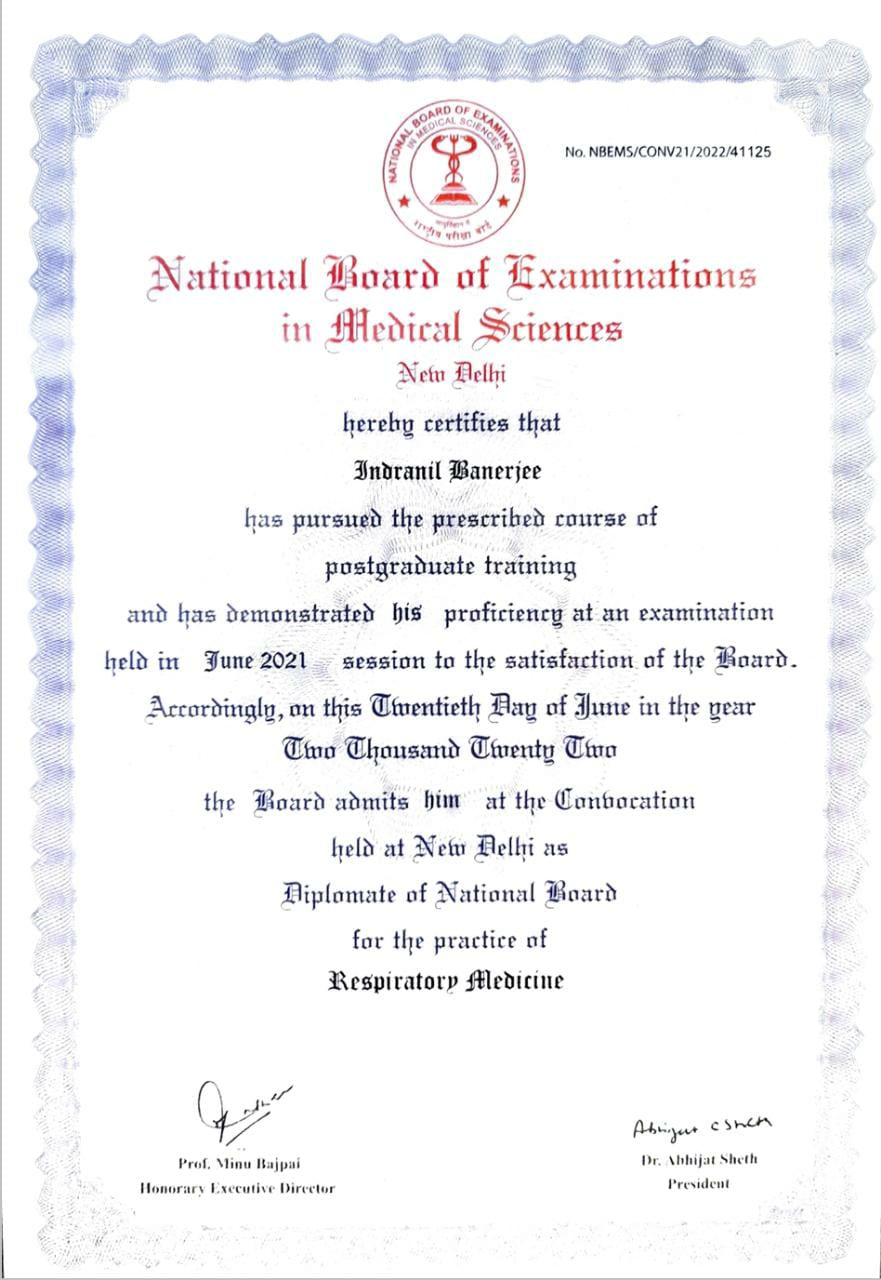 NATIONAL BOARD OF EXAMINATIONS
IN MEDICAL SCIENCES
राष्ट्रीय परीक्षा बोर्ड
No. NBEMS/CONV21/2022/41125
National Board of Examinations
in Medical Sciences
New Delhi
hereby certifies that
Indranil Banerjee
has pursued the prescribed course of
postgraduate training
and has demonstrated his proficiency at an examination
held in June 2021 session to the satisfaction of the Board.
Accordingly, on this Twentieth Day of June in the year
Two Thousand Twenty Two
the Board admits him at the Convocation
held at New Delhi as
Diplomate of National Board
for the practice of
Respiratory Medicine
Abhijat C Sheth
Prof. Minu Bajpai
Honorary Executive Director
Dr. Abhijat Sheth
President